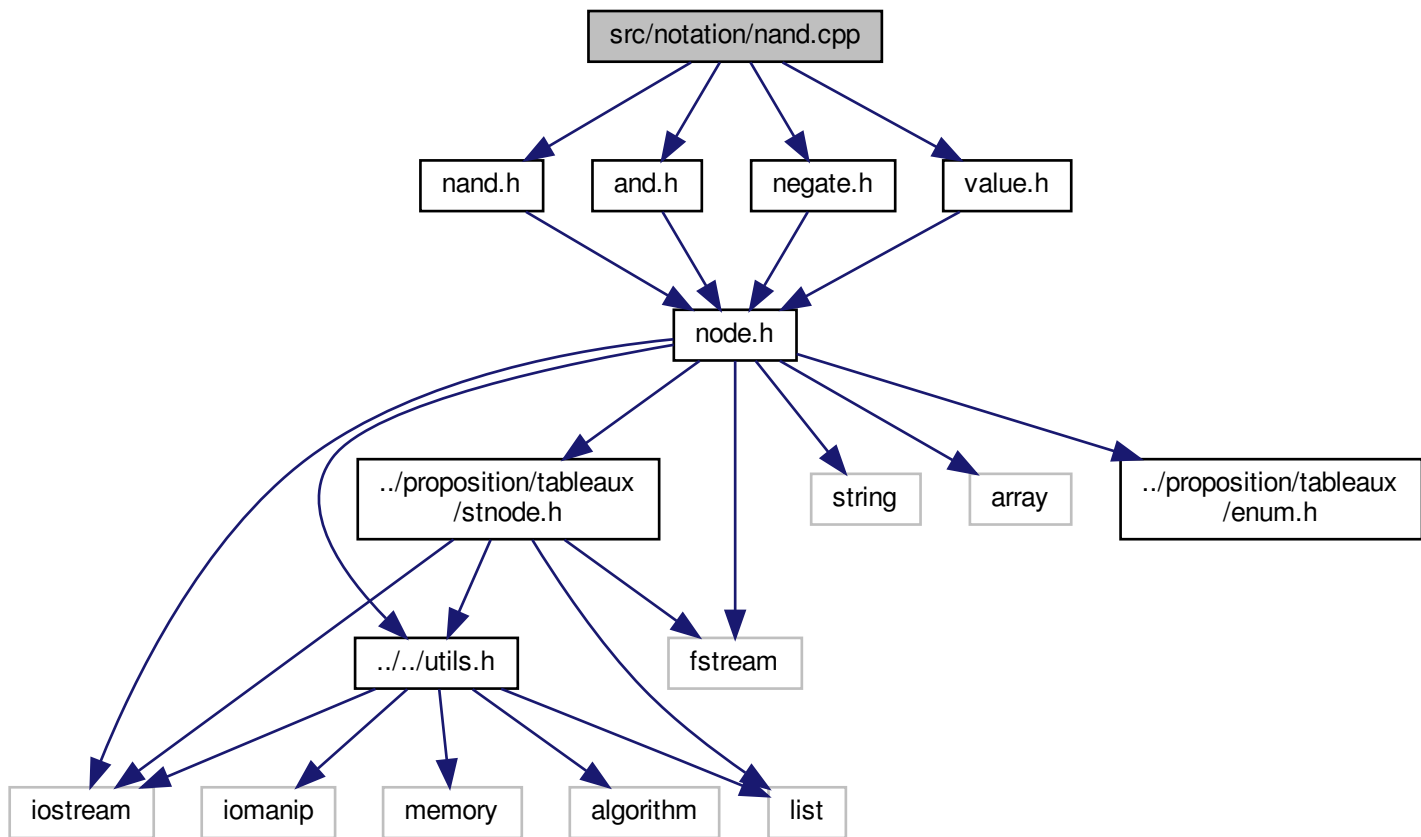 src/notation/nand.cpp
nand.h
and.h
negate.h
value.h
node.h
../proposition/tableaux
/stnode.h
string
array
../proposition/tableaux
/enum.h
../../utils.h
fstream
iostream
iomanip
memory
algorithm
list